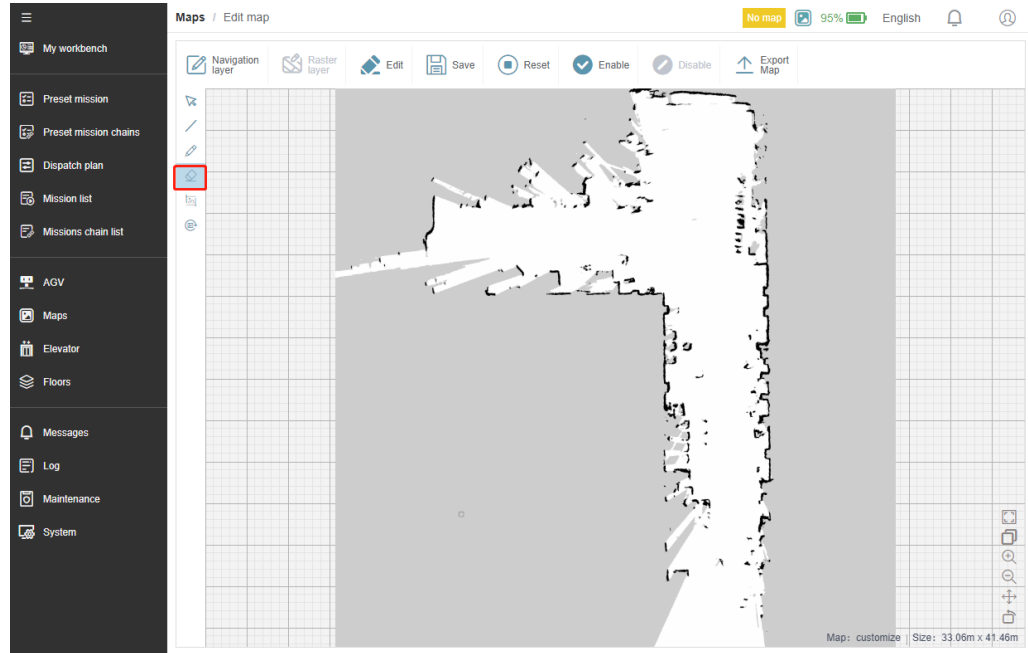 Maps / Edit map
No map
95%
English
My workbench
Preset mission
Preset mission chains
Dispatch plan
Mission list
Missions chain list
AGV
Maps
Elevator
Floors
Messages
Log
Maintenance
System
Navigation
layer
Raster
layer
Edit
Save
Reset
Enable
Disable
Export
Map
Map: customize | Size: 33.06m x 41.46m